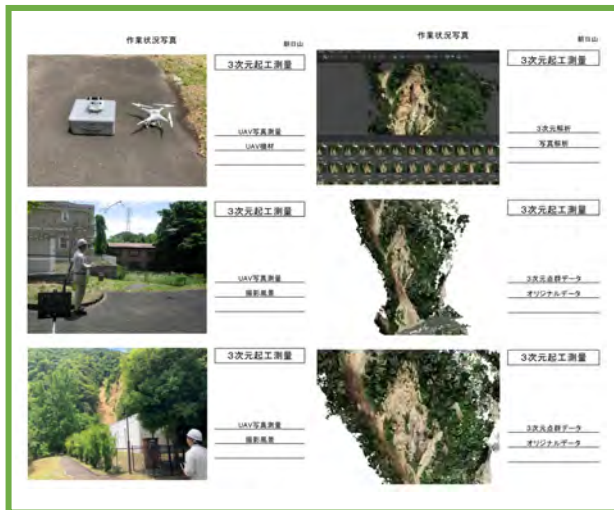 作業状況写真
朝日山
3次元起工測量
UAV写真測量
UAV機材
3次元起工測量
UAV写真測量
撮影風景
3次元起工測量
UAV写真測量
撮影風景
作業状況写真
朝日山
3次元起工測量
3次元解析
写真解析
3次元起工測量
3次元点群データ
オリジナルデータ
3次元起工測量
3次元点群データ
オリジナルデータ